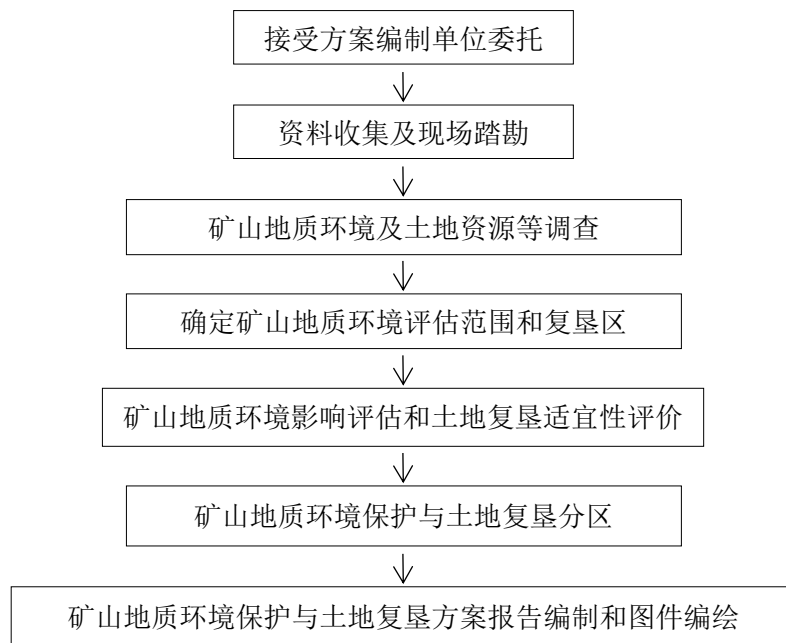 接受方案编制单位委托
资料收集及现场踏勘
矿山地质环境及土地资源等调查
确定矿山地质环境评估范围和复垦区
矿山地质环境影响评估和土地复垦适宜性评价
矿山地质环境保护与土地复垦分区
矿山地质环境保护与土地复垦方案报告编制和图件编绘